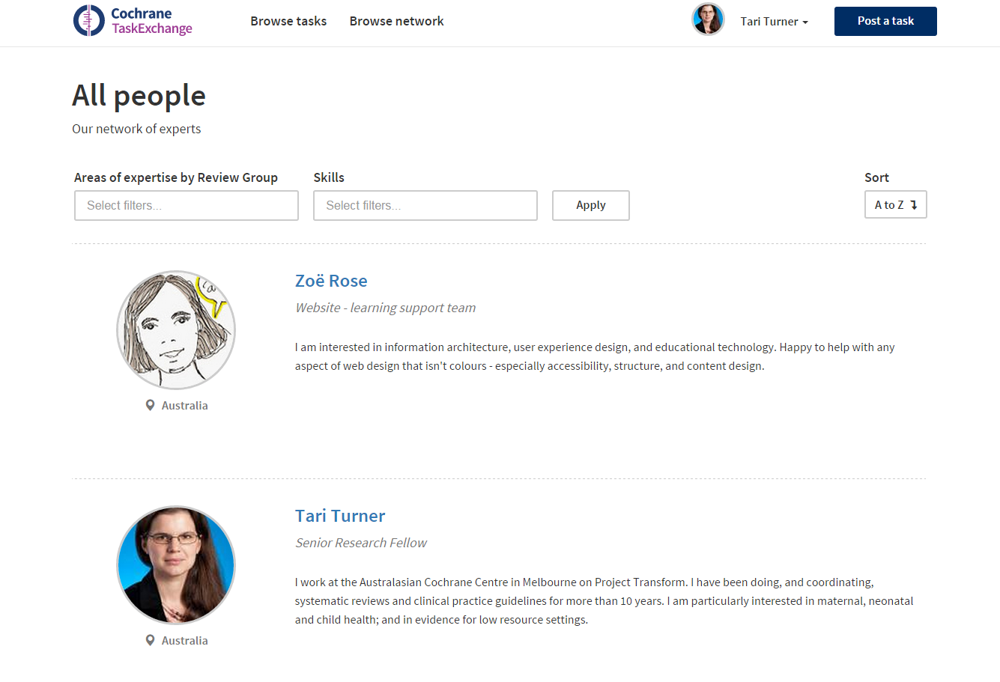 Cochrane
TaskExchange
Browse tasks
Browse network
Tari Turner
Post a task
All people
Our network of experts
Areas of expertise by Review Group
Skills
Sort
Select filters...
Select filters...
Apply
A to Z
Zoë Rose
Website - learning support team
I am interested in information architecture, user experience design, and educational technology. Happy to help with any
aspect of web design that isn't colours - especially accessibility, structure, and content design.
Australia
Tari Turner
Senior Research Fellow
I work at the Australasian Cochrane Centre in Melbourne on Project Transform. I have been doing, and coordinating,
systematic reviews and clinical practice guidelines for more than 10 years. I am particularly interested in maternal, neonatal
and child health; and in evidence for low resource settings.
Australia